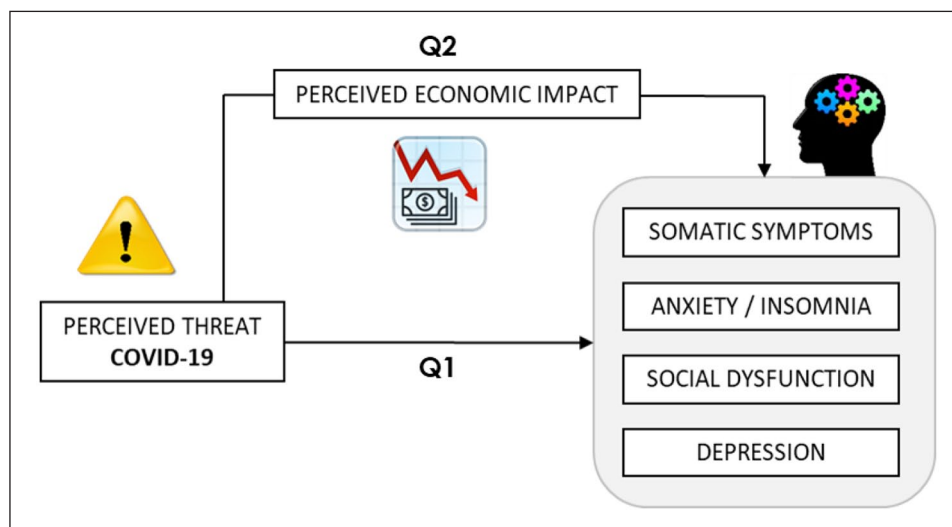 Q2
PERCEIVED ECONOMIC IMPACT
$
PERCEIVED THREAT
COVID-19
Q1
SOMATIC SYMPTOMS
ANXIETY / INSOMNIA
SOCIAL DYSFUNCTION
DEPRESSION